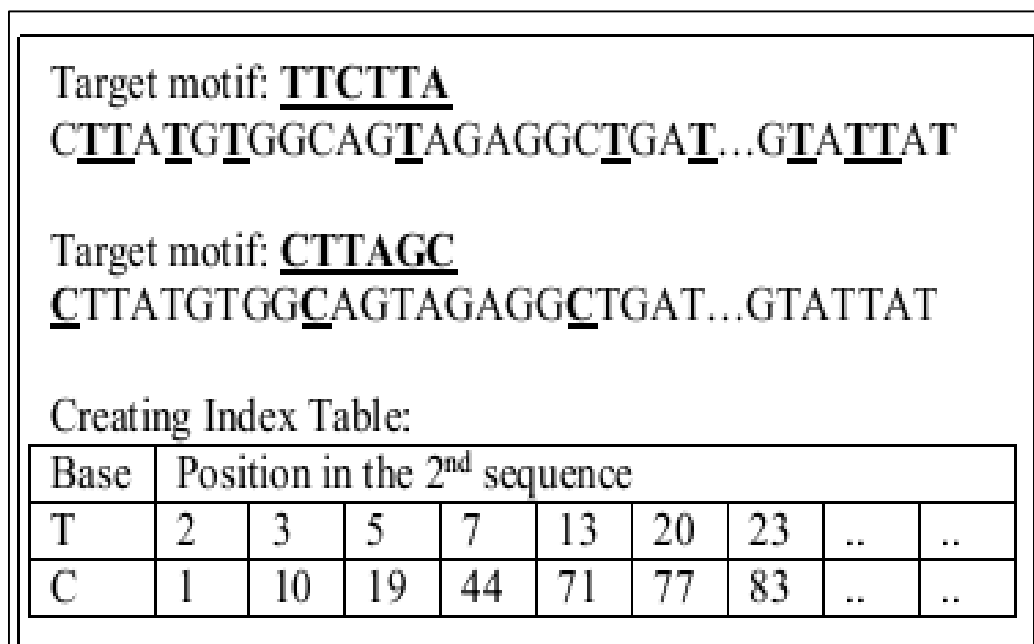 Target motif: TTCTTA
CTTATGTGGCAGTAGAGGCTGAT...GTATTAT
Target motif: CTTAGC
CTTATGTGGCAGTAGAGGCTGAT...GTATTAT
Creating Index Table:
Base Position in the 2nd sequence
T 2 3 5 7 13 20 23 .. ..
C 1 10 19 44 71 77 83 .. ..